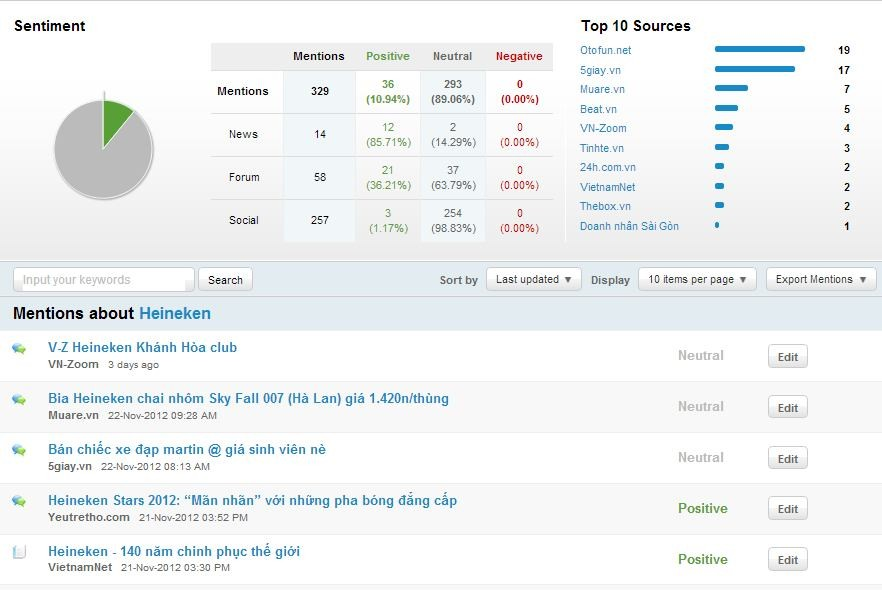 Sentiment
Mentions Positive Neutral Negative
Mentions 329 36 (10.94%) 293 (89.06%) 0 (0.00%)
News 14 12 (85.71%) 2 (14.29%) 0 (0.00%)
Forum 58 21 (36.21%) 37 (63.79%) 0 (0.00%)
Social 257 3 (1.17%) 254 (98.83%) 0 (0.00%)
Top 10 Sources
Otofun.net 19
5giay.vn 17
Muare.vn 7
Beat.vn 5
VN-Zoom 4
Tinhte.vn 3
24h.com.vn 2
VietnamNet 2
Thebox.vn 2
Doanh nhân Sài Gòn 1
Input your keywords Search Sort by Last updated Display 10 items per page Export Mentions
Mentions about Heineken
V-Z Heineken Khánh Hòa club
VN-Zoom 3 days ago
Neutral Edit
Bia Heineken chai nhôm Sky Fall 007 (Hà Lan) giá 1.420n/thùng
Muare.vn 22-Nov-2012 09:28 AM
Neutral Edit
Bán chiếc xe đạp martin @ giá sinh viên nè
5giay.vn 22-Nov-2012 08:13 AM
Neutral Edit
Heineken Stars 2012: “Mãn nhãn” với những pha bóng đẳng cấp
Yeutretho.com 21-Nov-2012 03:52 PM
Positive Edit
Heineken - 140 năm chinh phục thế giới
VietnamNet 21-Nov-2012 03:30 PM
Positive Edit